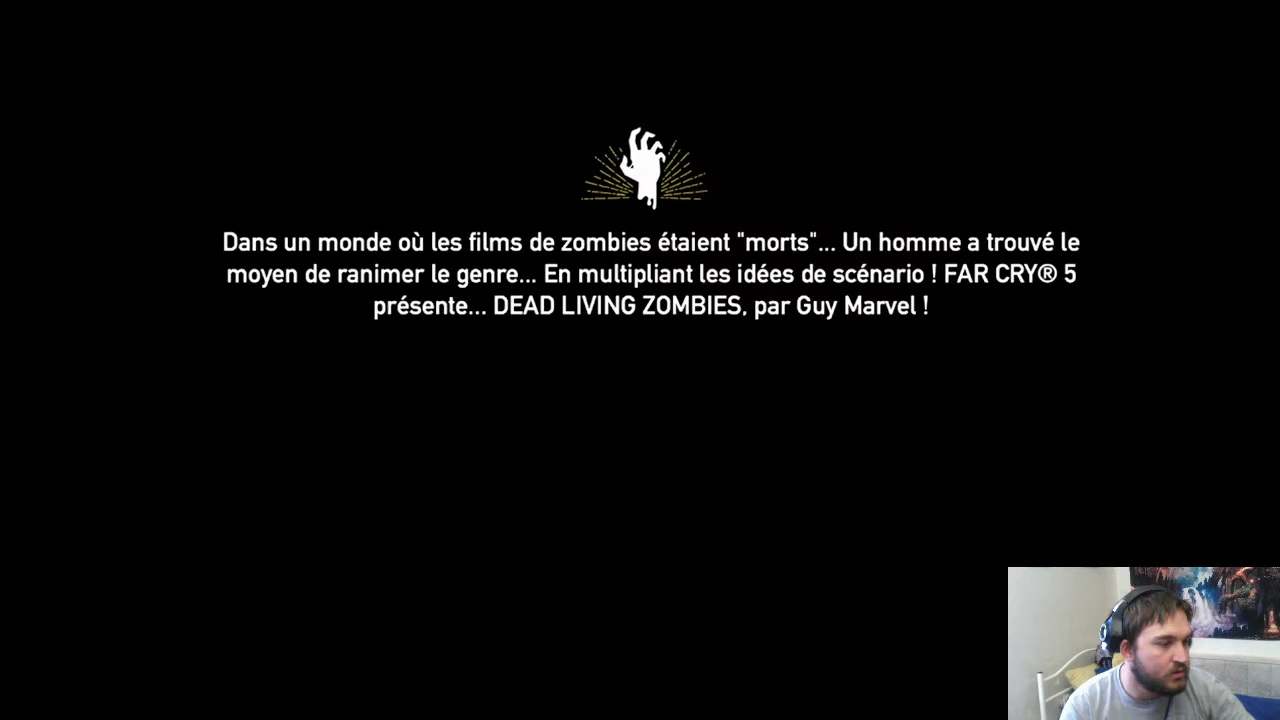 Dans un monde où les films de zombies étaient "morts"... Un homme a trouvé le
moyen de ranimer le genre... En multipliant les idées de scénario ! FAR CRY® 5
présente... DEAD LIVING ZOMBIES, par Guy Marvel !